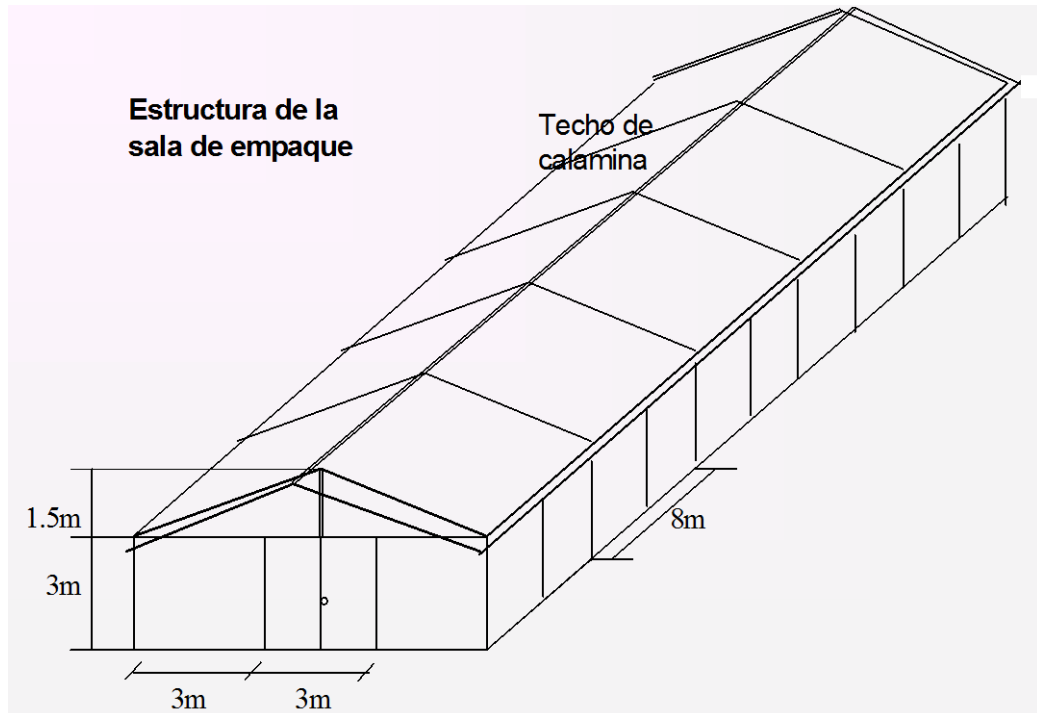 Estructura de la
sala de empaque
Techo de
calamina
1.5m
3m
8m
3m
3m